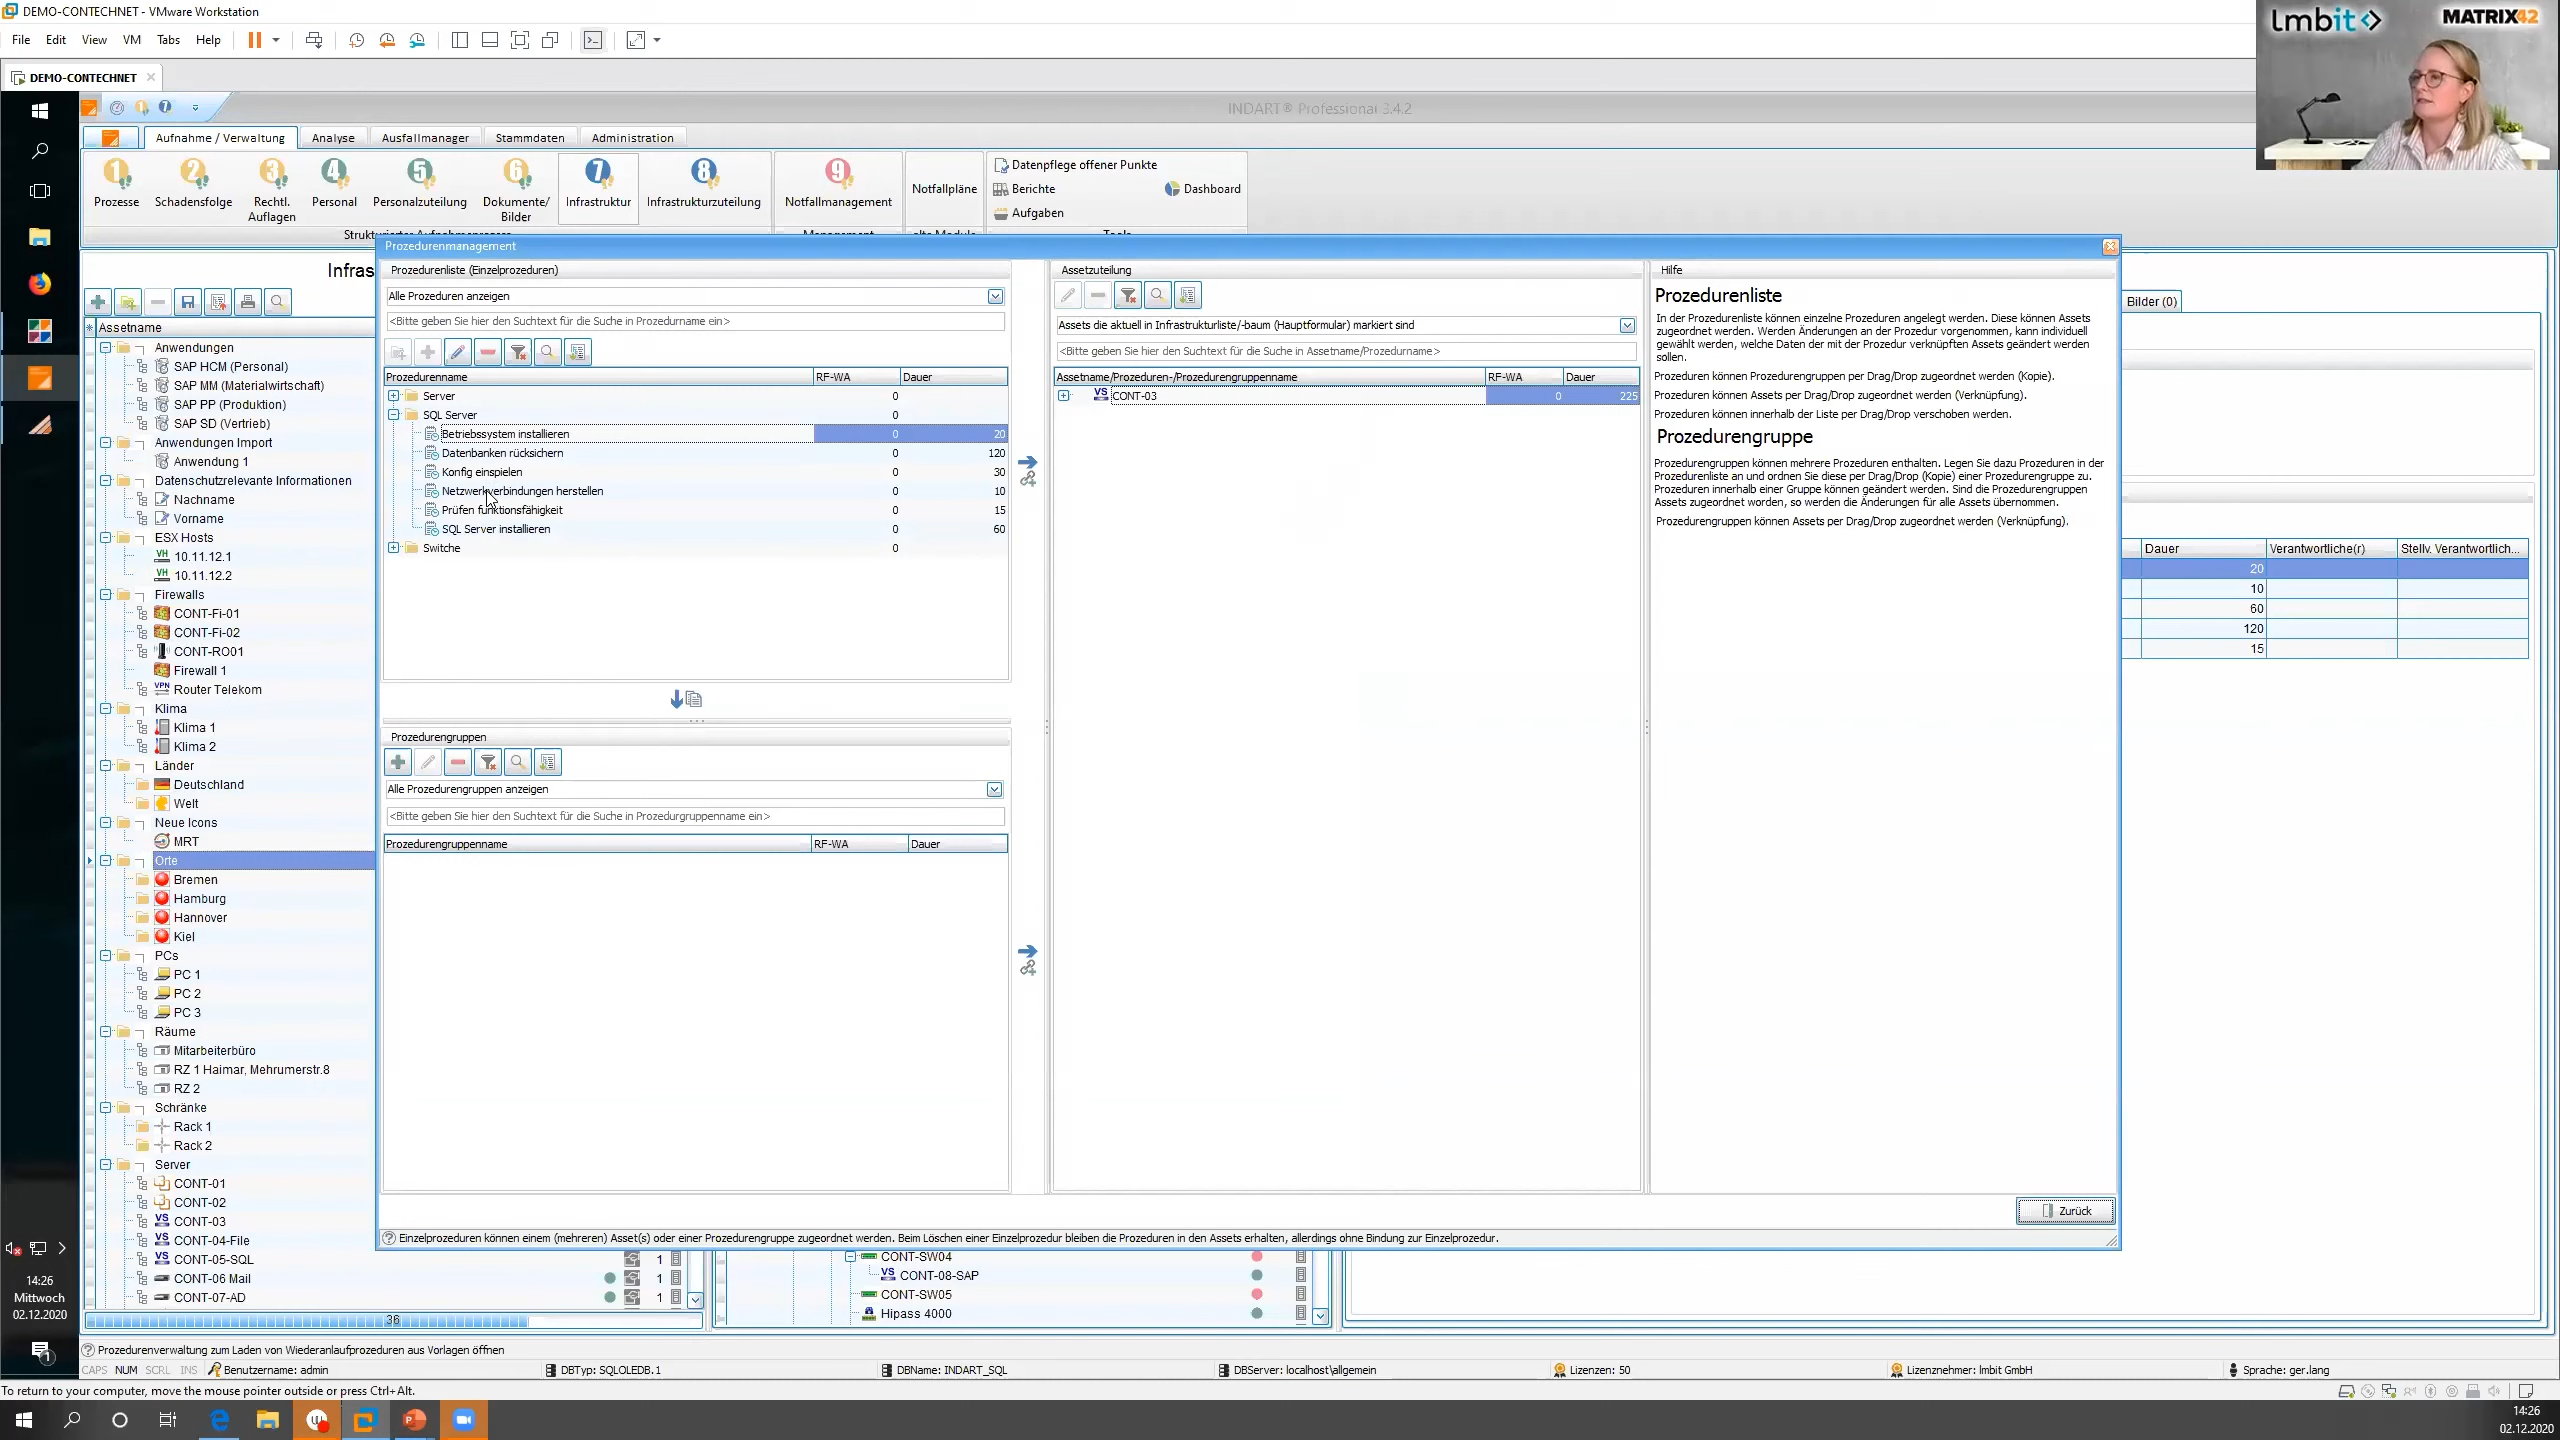 DEMO-CONTECHNET - VMware Workstation
File Edit View VM Tabs Help
DEMO-CONTECHNET
lmbit<> MATRIX42
INDART® Professional 3.4.2
Aufnahme / Verwaltung Analyse Ausfallmanager Stammdaten Administration
1 2 3 4 5 6 7 8 9
Prozesse Schadensfolge Rechtl. Auflagen Personal Personalzuteilung Dokumente/ Bilder Infrastruktur Infrastrukturzuteilung Notfallmanagement Notfallpläne
Datenpflege offener Punkte
Berichte Dashboard
Aufgaben
Infras
Assetname
Anwendungen
SAP HCM (Personal)
SAP MM (Materialwirtschaft)
SAP PP (Produktion)
SAP SD (Vertrieb)
Anwendungen Import
Anwendung 1
Datenschutzrelevante Informationen
Nachname
Vorname
ESX Hosts
VH 10.11.12.1
VH 10.11.12.2
Firewalls
CONT-Fi-01
CONT-Fi-02
CONT-RO01
Firewall 1
VPN Router Telekom
Klima
Klima 1
Klima 2
Länder
Deutschland
Welt
Neue Icons
MRT
Orte
Bremen
Hamburg
Hannover
Kiel
PCs
PC 1
PC 2
PC 3
Räume
Mitarbeiterbüro
RZ 1 Haimar, Mehrumerstr.8
RZ 2
Schränke
Rack 1
Rack 2
Server
CONT-01
CONT-02
VS CONT-03
VS CONT-04-File
VS CONT-05-SQL 1
CONT-06 Mail 1
CONT-07-AD 1
36
Prozedurenmanagement
Prozedurenliste (Einzelprozeduren)
Alle Prozeduren anzeigen
<Bitte geben Sie hier den Suchtext für die Suche in Prozedurname ein>
Prozedurenname RF-WA Dauer
Server 0
SQL Server 0
Betriebssystem installieren 0 20
Datenbanken rücksichern 0 120
Konfig einspielen 0 30
Netzwerkverbindungen herstellen 0 10
Prüfen funktionsfähigkeit 0 15
SQL Server installieren 0 60
Switche 0
Prozedurengruppen
Alle Prozedurengruppen anzeigen
<Bitte geben Sie hier den Suchtext für die Suche in Prozedurgruppenname ein>
Prozedurengruppenname RF-WA Dauer
Assetzuteilung
Assets die aktuell in Infrastrukturliste/-baum (Hauptformular) markiert sind
<Bitte geben Sie hier den Suchtext für die Suche in Assetname/Prozedurname>
Assetname/Prozeduren-/Prozedurengruppenname RF-WA Dauer
VS CONT-03 0 225
Hilfe
Prozedurenliste
In der Prozedurenliste können einzelne Prozeduren angelegt werden. Diese können Assets
zugeordnet werden. Werden Änderungen an der Prozedur vorgenommen, kann individuell
gewählt werden, welche Daten der mit der Prozedur verknüpften Assets geändert werden
sollen.
Prozeduren können Prozedurengruppen per Drag/Drop zugeordnet werden (Kopie).
Prozeduren können Assets per Drag/Drop zugeordnet werden (Verknüpfung).
Prozeduren können innerhalb der Liste per Drag/Drop verschoben werden.
Prozedurengruppe
Prozedurengruppen können mehrere Prozeduren enthalten. Legen Sie dazu Prozeduren in der
Prozedurenliste an und ordnen Sie diese per Drag/Drop (Kopie) einer Prozedurengruppe zu.
Prozeduren innerhalb einer Gruppe können geändert werden. Sind die Prozedurengruppen
Assets zugeordnet worden, so werden die Änderungen für alle Assets übernommen.
Prozedurengruppen können Assets per Drag/Drop zugeordnet werden (Verknüpfung).
Zurück
Einzelprozeduren können einem (mehreren) Asset(s) oder einer Prozedurengruppe zugeordnet werden. Beim Löschen einer Einzelprozedur bleiben die Prozeduren in den Assets erhalten, allerdings ohne Bindung zur Einzelprozedur.
Bilder (0)
Dauer Verantwortliche(r) Stellv. Verantwortlich...
20
10
60
120
15
CONT-SW04
VS CONT-08-SAP
CONT-SW05
Hipass 4000
14:26
Mittwoch
02.12.2020
1
Prozedurenverwaltung zum Laden von Wiederanlaufprozeduren aus Vorlagen öffnen
CAPS NUM SCRL INS Benutzername: admin DBTyp: SQLOLEDB.1 DBName: INDART_SQL DBServer: localhost\allgemein Lizenzen: 50 Lizenznehmer: lmbit GmbH Sprache: ger.lang
To return to your computer, move the mouse pointer outside or press Ctrl+Alt.
14:26
02.12.2020